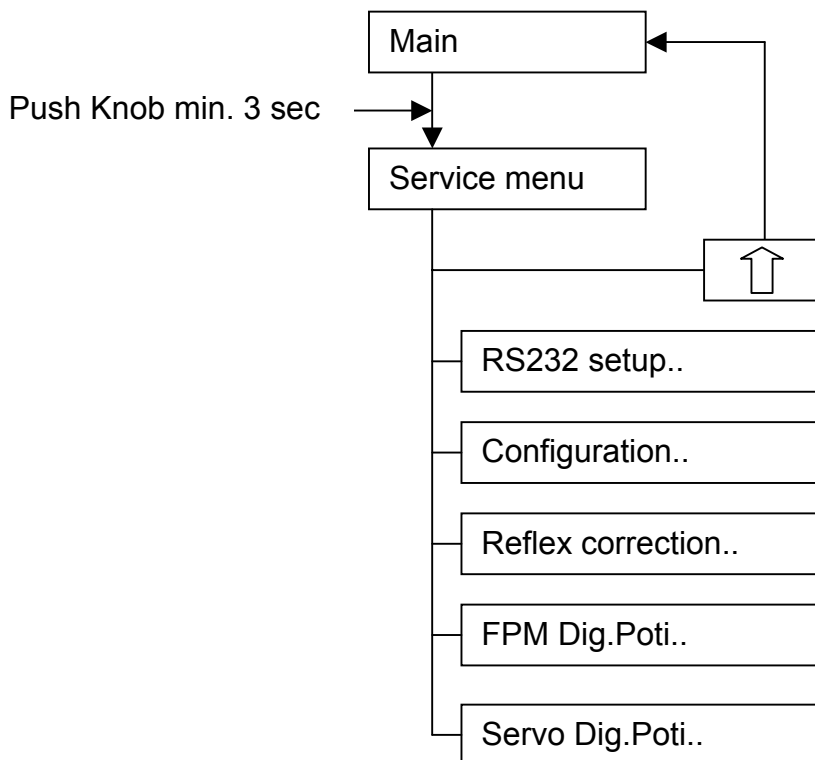 Main
Push Knob min. 3 sec
Service menu
RS232 setup..
Configuration..
Reflex correction..
FPM Dig.Poti..
Servo Dig.Poti..